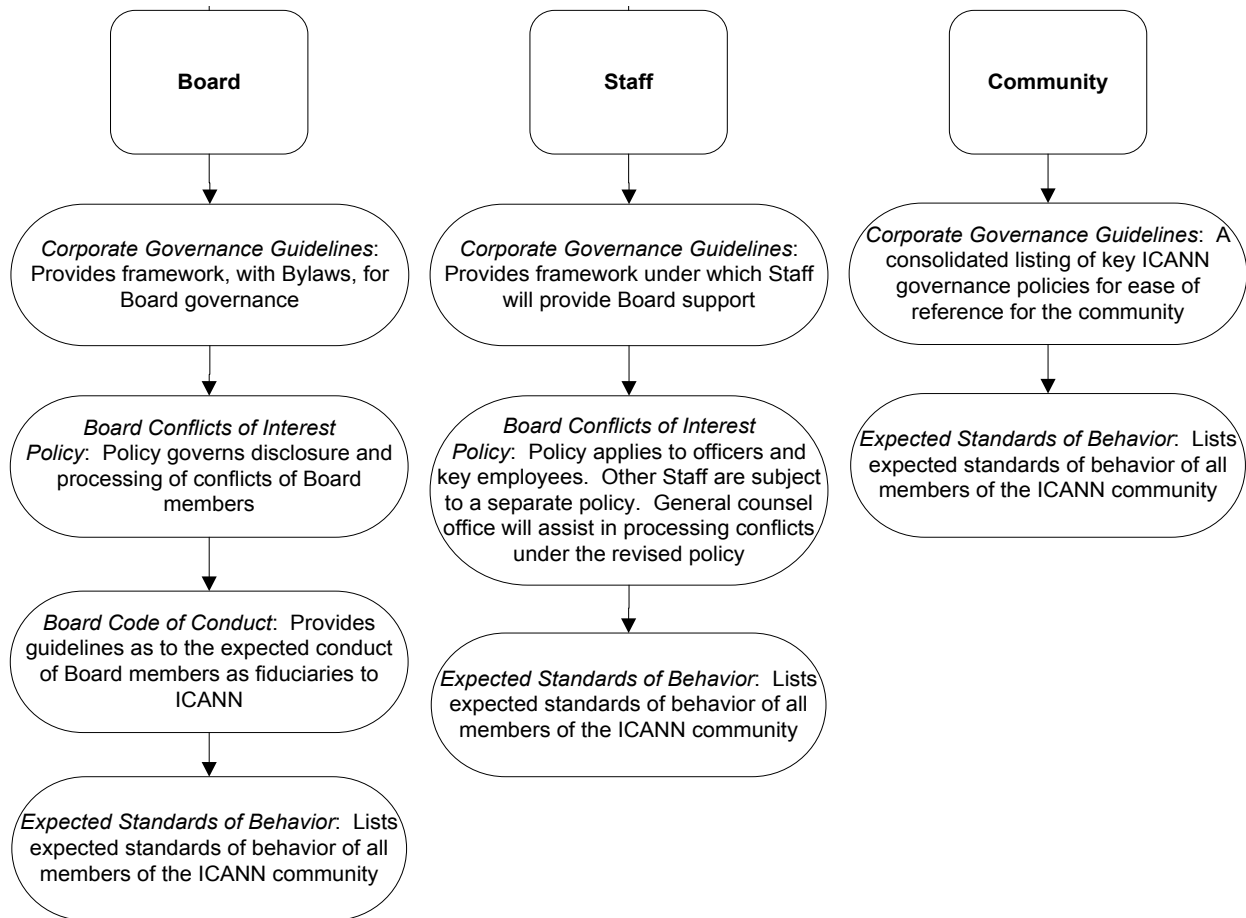 Board
Corporate Governance Guidelines:
Provides framework, with Bylaws, for
Board governance
Board Conflicts of Interest
Policy: Policy governs disclosure and
processing of conflicts of Board
members
Board Code of Conduct: Provides
guidelines as to the expected conduct
of Board members as fiduciaries to
ICANN
Expected Standards of Behavior: Lists
expected standards of behavior of all
members of the ICANN community
Staff
Corporate Governance Guidelines:
Provides framework under which Staff
will provide Board support
Board Conflicts of Interest
Policy: Policy applies to officers and
key employees. Other Staff are subject
to a separate policy. General counsel
office will assist in processing conflicts
under the revised policy
Expected Standards of Behavior: Lists
expected standards of behavior of all
members of the ICANN community
Community
Corporate Governance Guidelines: A
consolidated listing of key ICANN
governance policies for ease of
reference for the community
Expected Standards of Behavior: Lists
expected standards of behavior of all
members of the ICANN community